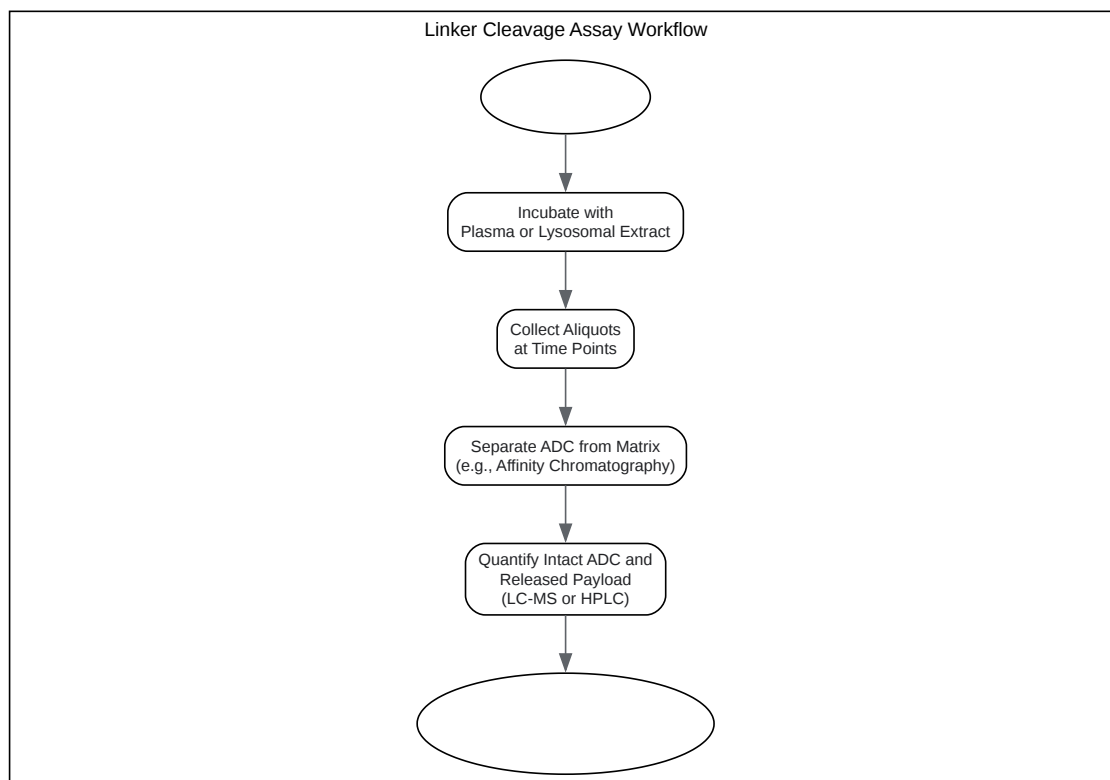 Linker Cleavage Assay Workflow
Incubate with
Plasma or Lysosomal Extract
Collect Aliquots
at Time Points
Separate ADC from Matrix
(e.g., Affinity Chromatography)
Quantify Intact ADC and
Released Payload
(LC-MS or HPLC)